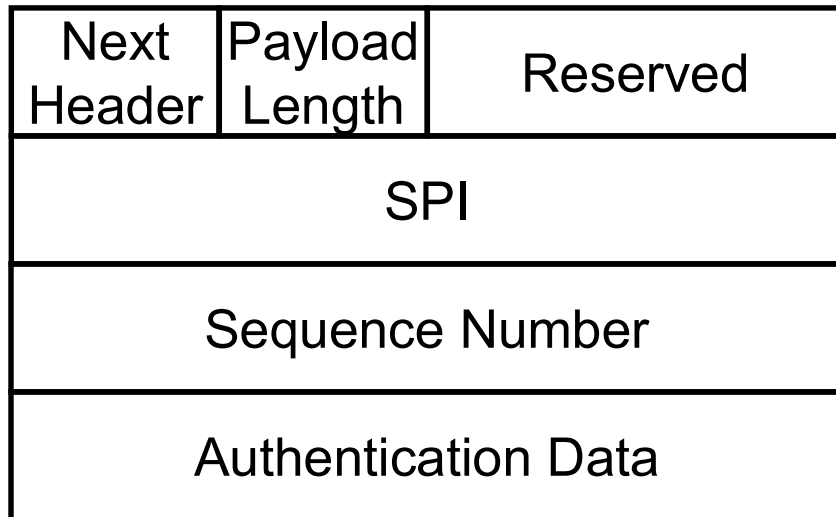 Next
Header
Payload
Length
Reserved
SPI
Sequence Number
Authentication Data